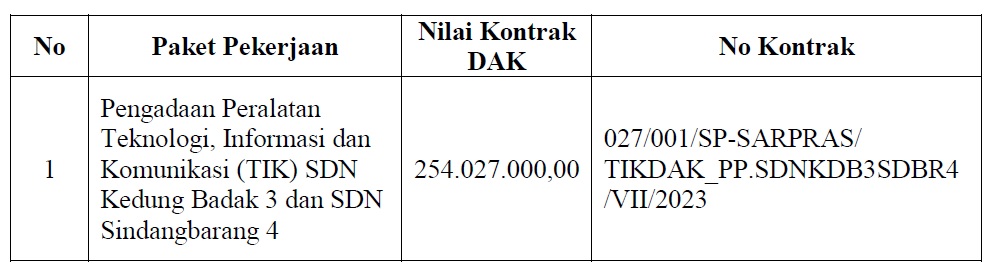 No
Paket Pekerjaan
Nilai Kontrak
DAK
No Kontrak
1
Pengadaan Peralatan
Teknologi, Informasi dan
Komunikasi (TIK) SDN
Kedung Badak 3 dan SDN
Sindangbarang 4
254.027.000,00
027/001/SP-SARPRAS/
TIKDAK_PP.SDNKDB3SDBR4
/VII/2023